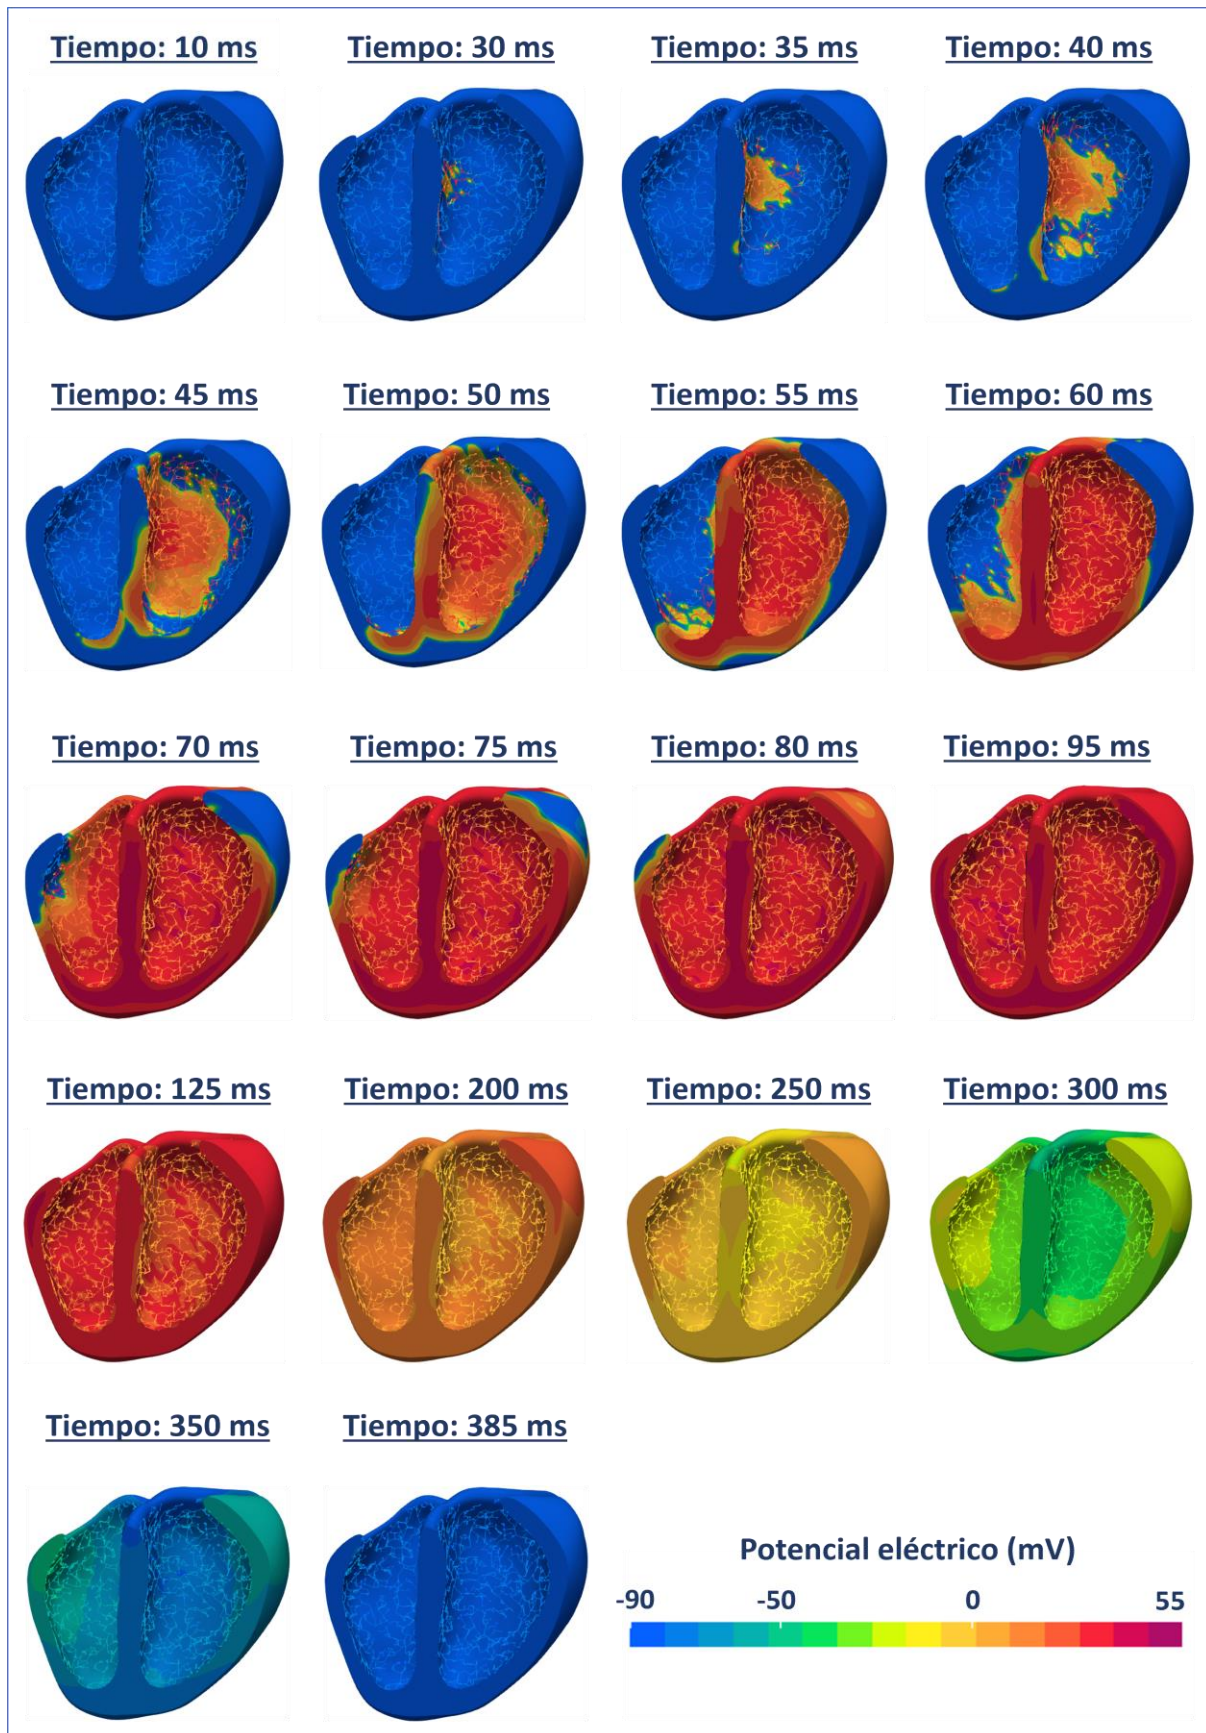 Tiempo: 10 ms
Tiempo: 30 ms
Tiempo: 35 ms
Tiempo: 40 ms
Tiempo: 45 ms
Tiempo: 50 ms
Tiempo: 55 ms
Tiempo: 60 ms
Tiempo: 70 ms
Tiempo: 75 ms
Tiempo: 80 ms
Tiempo: 95 ms
Tiempo: 125 ms
Tiempo: 200 ms
Tiempo: 250 ms
Tiempo: 300 ms
Tiempo: 350 ms
Tiempo: 385 ms
Potencial eléctrico (mV)
-90 -50 0 55